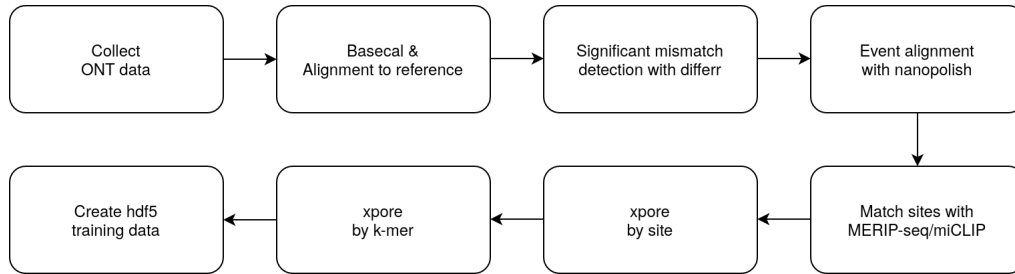 Collect
ONT data
Basecal &
Alignment to reference
Significant mismatch
detection with differr
Event alignment
with nanopolish
Match sites with
MERIP-seq/miCLIP
xpore
by site
xpore
by k-mer
Create hdf5
training data